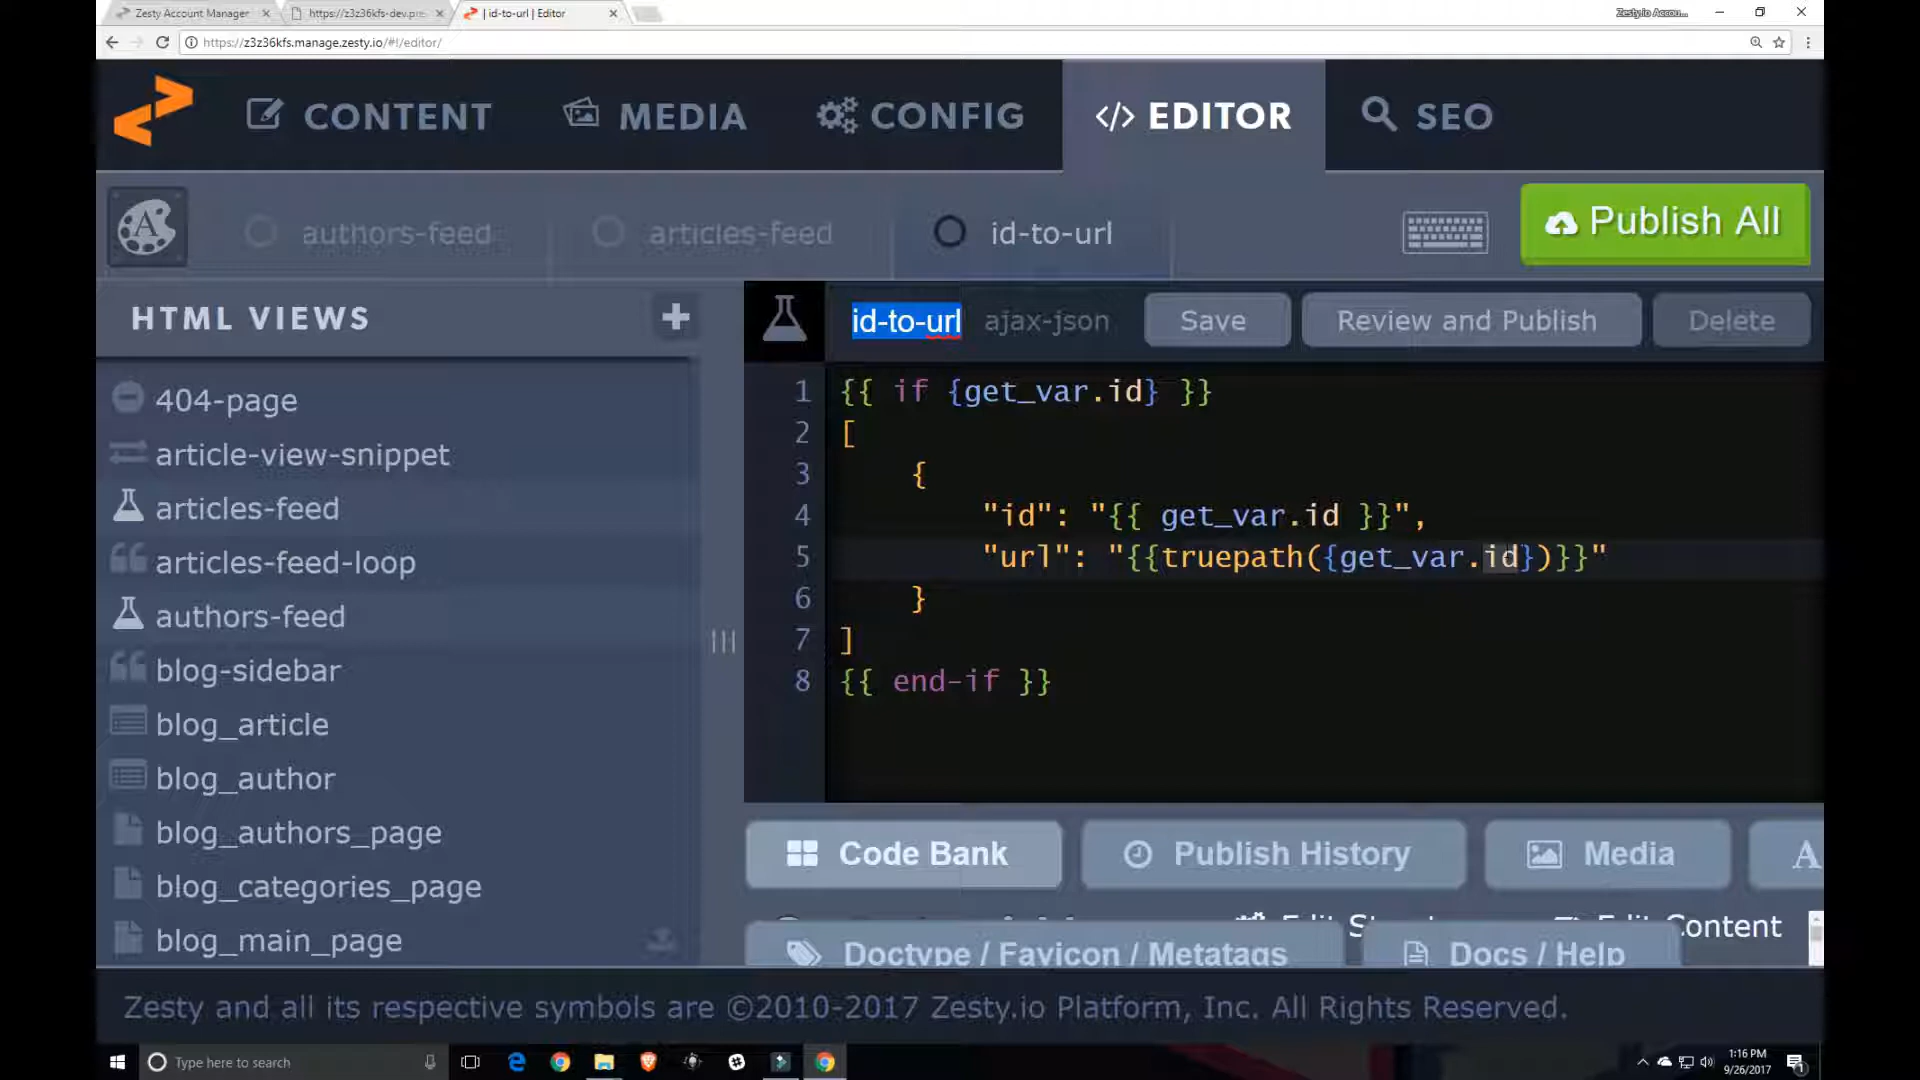 Zesty Account Manager
https://z3z36kfs-dev.pre
| id-to-url | Editor
https://z3z36kfs.manage.zesty.io/#!/editor/
CONTENT
MEDIA
CONFIG
</> EDITOR
SEO
authors-feed
articles-feed
id-to-url
Publish All
HTML VIEWS
id-to-url
ajax-json
Save
Review and Publish
Delete
404-page
article-view-snippet
articles-feed
articles-feed-loop
authors-feed
blog-sidebar
blog_article
blog_author
blog_authors_page
blog_categories_page
blog_main_page
1 {{ if {get_var.id} }}
2 [
3 {
4 "id": "{{ get_var.id }}",
5 "url": "{{truepath({get_var.id})}}"
6 }
7 ]
8 {{ end-if }}
Code Bank
Publish History
Media
A
Doctype / Favicon / Metatags
Docs / Help
Zesty and all its respective symbols are ©2010-2017 Zesty.io Platform, Inc. All Rights Reserved.
Type here to search
1:16 PM
9/26/2017